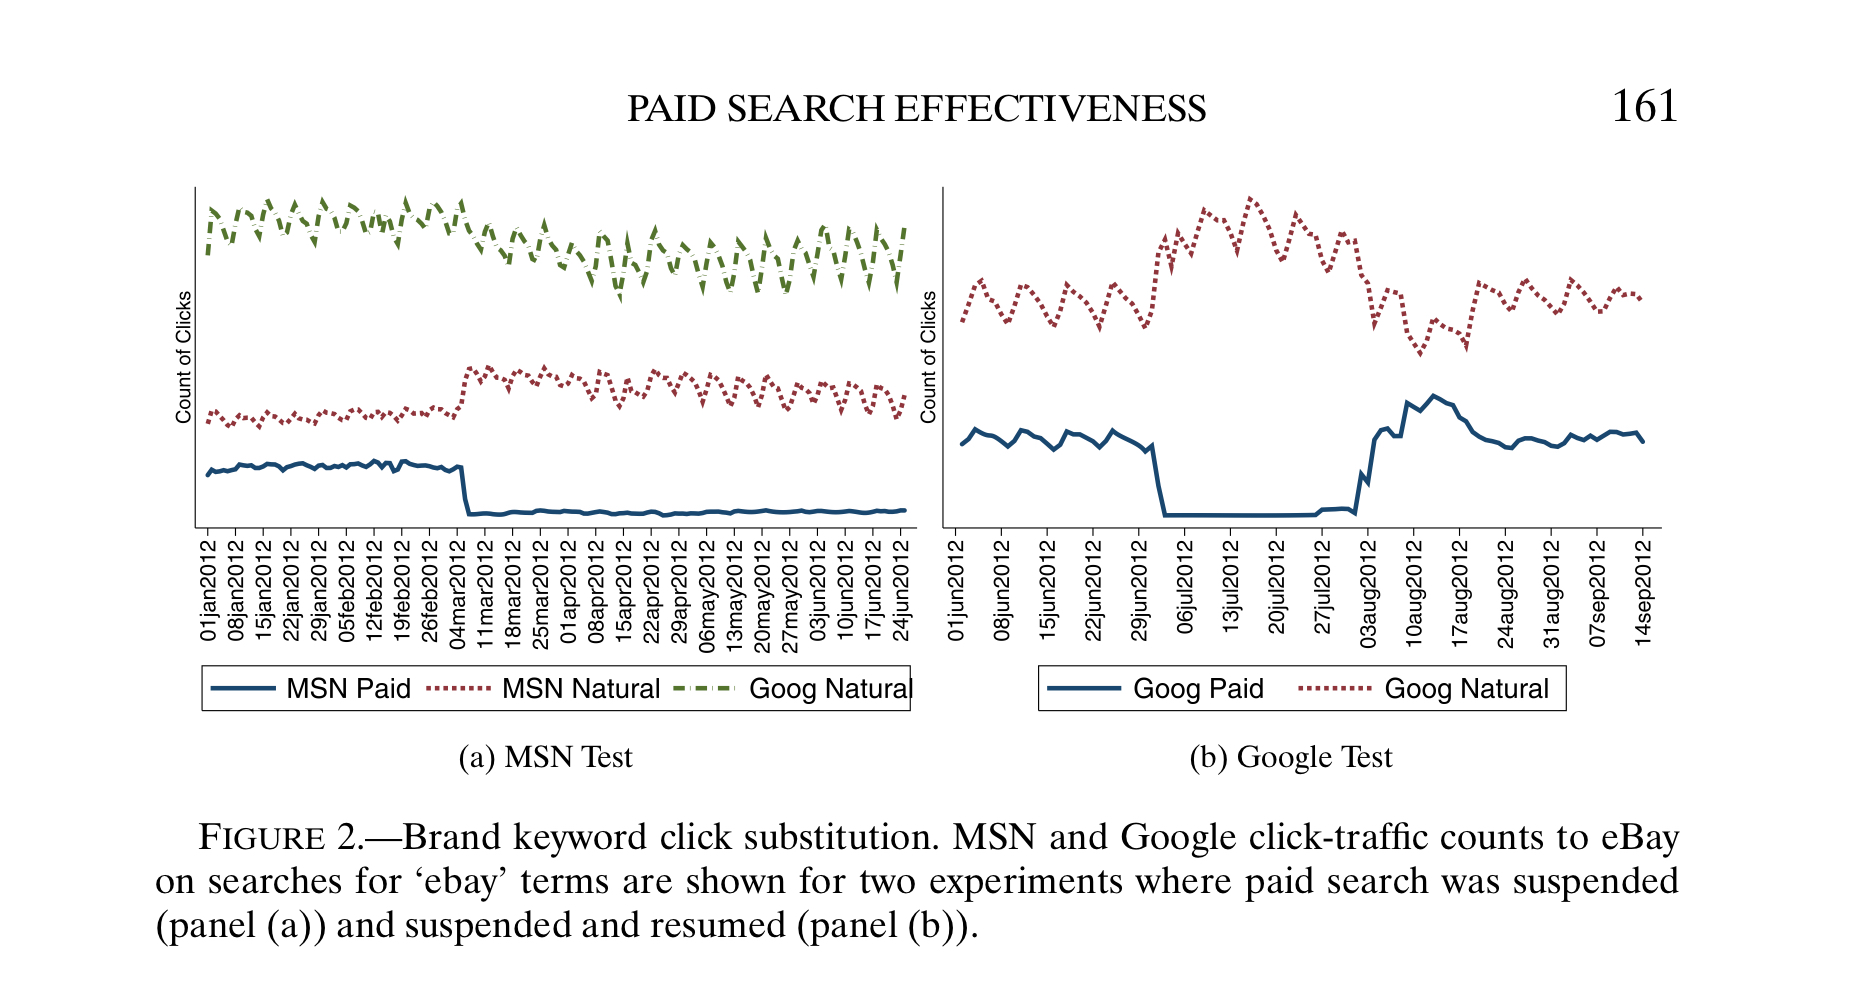 PAID SEARCH EFFECTIVENESS 161
Count of Clicks
01jan2012
08jan2012
15jan2012
22jan2012
29jan2012
05feb2012
12feb2012
19feb2012
26feb2012
04mar2012
11mar2012
18mar2012
25mar2012
01apr2012
08apr2012
15apr2012
22apr2012
29apr2012
06may2012
13may2012
20may2012
27may2012
03jun2012
10jun2012
17jun2012
24jun2012
MSN Paid MSN Natural Goog Natural
(a) MSN Test
Count of Clicks
01jun2012
08jun2012
15jun2012
22jun2012
29jun2012
06jul2012
13jul2012
20jul2012
27jul2012
03aug2012
10aug2012
17aug2012
24aug2012
31aug2012
07sep2012
14sep2012
Goog Paid Goog Natural
(b) Google Test
FIGURE 2.—Brand keyword click substitution. MSN and Google click-traffic counts to eBay
on searches for ‘ebay’ terms are shown for two experiments where paid search was suspended
(panel (a)) and suspended and resumed (panel (b)).